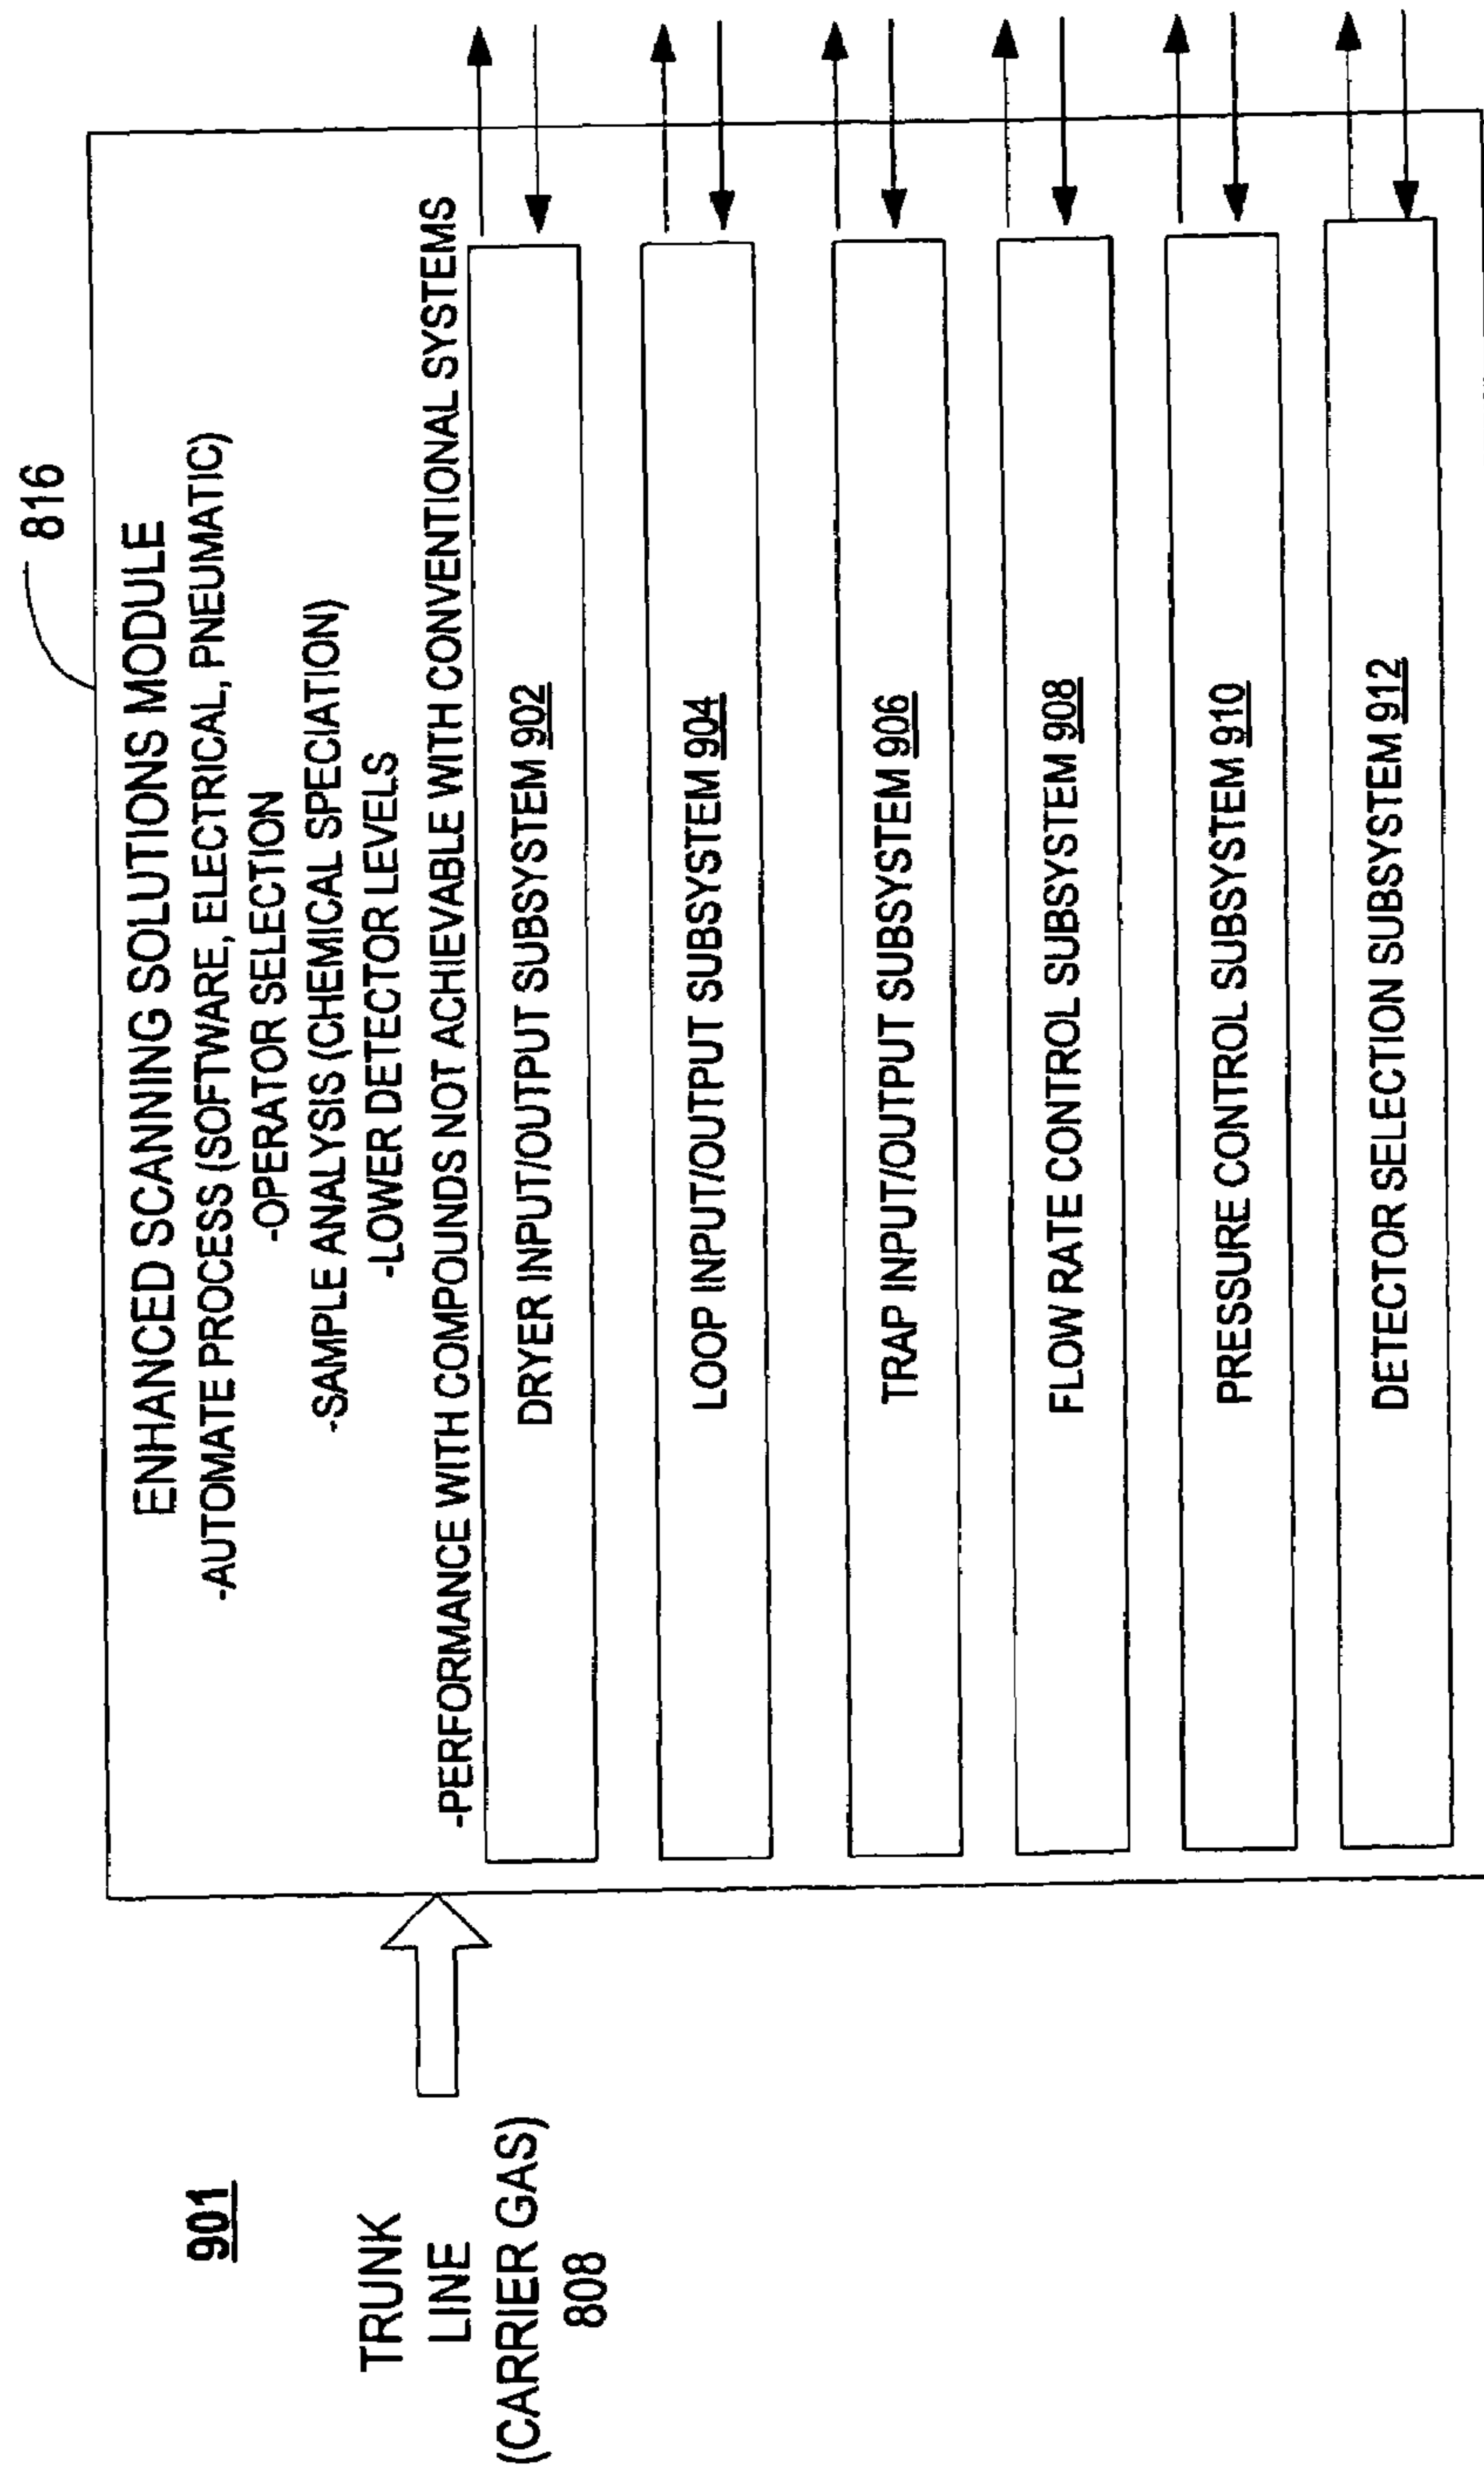 816
ENHANCED SCANNING SOLUTIONS MODULE
-AUTOMATE PROCESS (SOFTWARE, ELECTRICAL, PNEUMATIC)
-OPERATOR SELECTION
-SAMPLE ANALYSIS (CHEMICAL SPECIATION)
-LOWER DETECTOR LEVELS
-PERFORMANCE WITH COMPOUNDS NOT ACHIEVABLE WITH CONVENTIONAL SYSTEMS
DRYER INPUT/OUTPUT SUBSYSTEM 902
LOOP INPUT/OUTPUT SUBSYSTEM 904
TRAP INPUT/OUTPUT SUBSYSTEM 906
FLOW RATE CONTROL SUBSYSTEM 908
PRESSURE CONTROL SUBSYSTEM 910
DETECTOR SELECTION SUBSYSTEM 912
901
TRUNK
LINE
(CARRIER GAS)
808